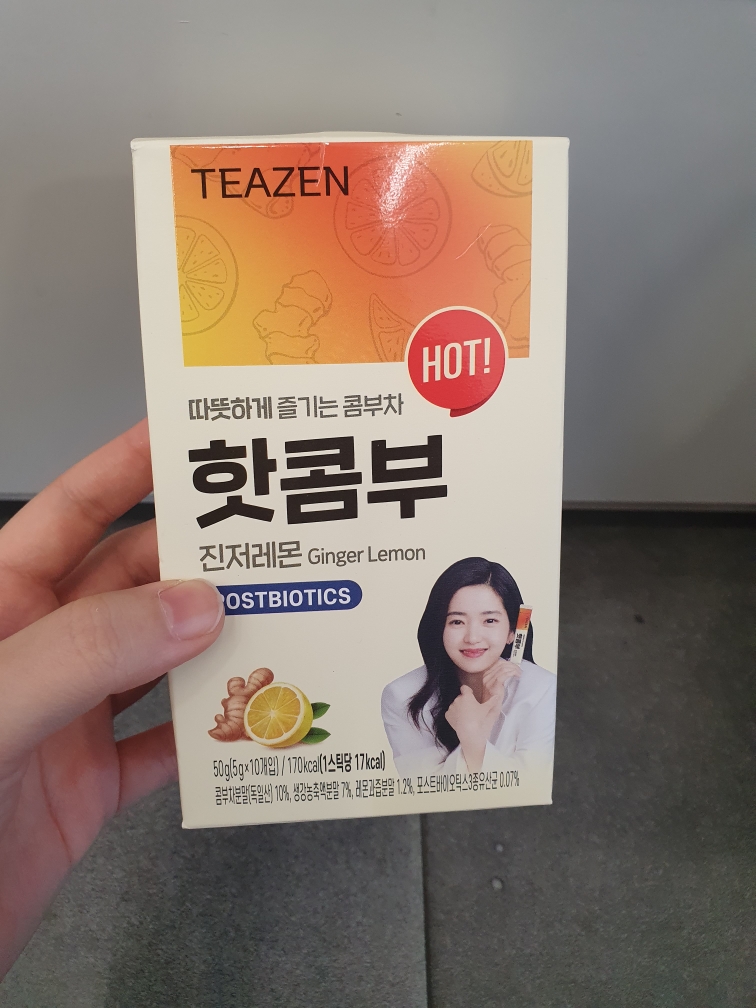 TEAZEN
HOT!
따뜻하게 즐기는 콤부차
핫콤부
진저레몬 Ginger Lemon
POSTBIOTICS
50g(5g×10개입) / 170kcal(1스틱당 17kcal)
콤부차분말(독일산) 10%, 생강농축액분말 7%, 레몬과즙분말 1.2%, 포스트바이오틱스3종유산균 0.07%